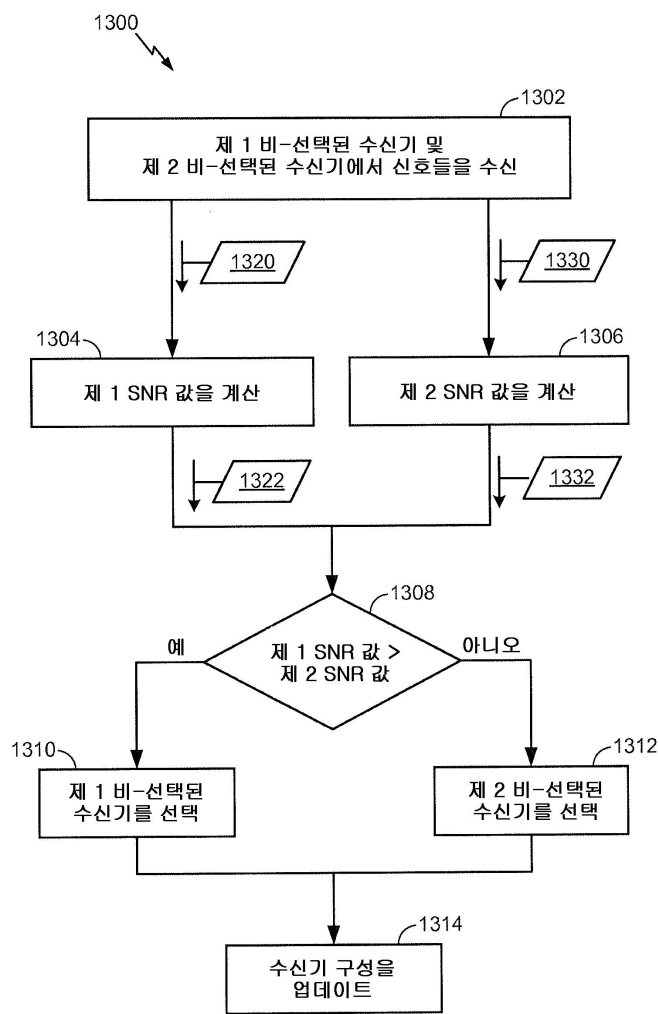 1300
1302
제 1 비-선택된 수신기 및
제 2 비-선택된 수신기에서 신호들을 수신
1320
1330
1304
1306
제 1 SNR 값을 계산
제 2 SNR 값을 계산
1322
1332
1308
예
제 1 SNR 값 >
제 2 SNR 값
아니오
1310
1312
제 1 비-선택된
수신기를 선택
제 2 비-선택된
수신기를 선택
1314
수신기 구성을
업데이트